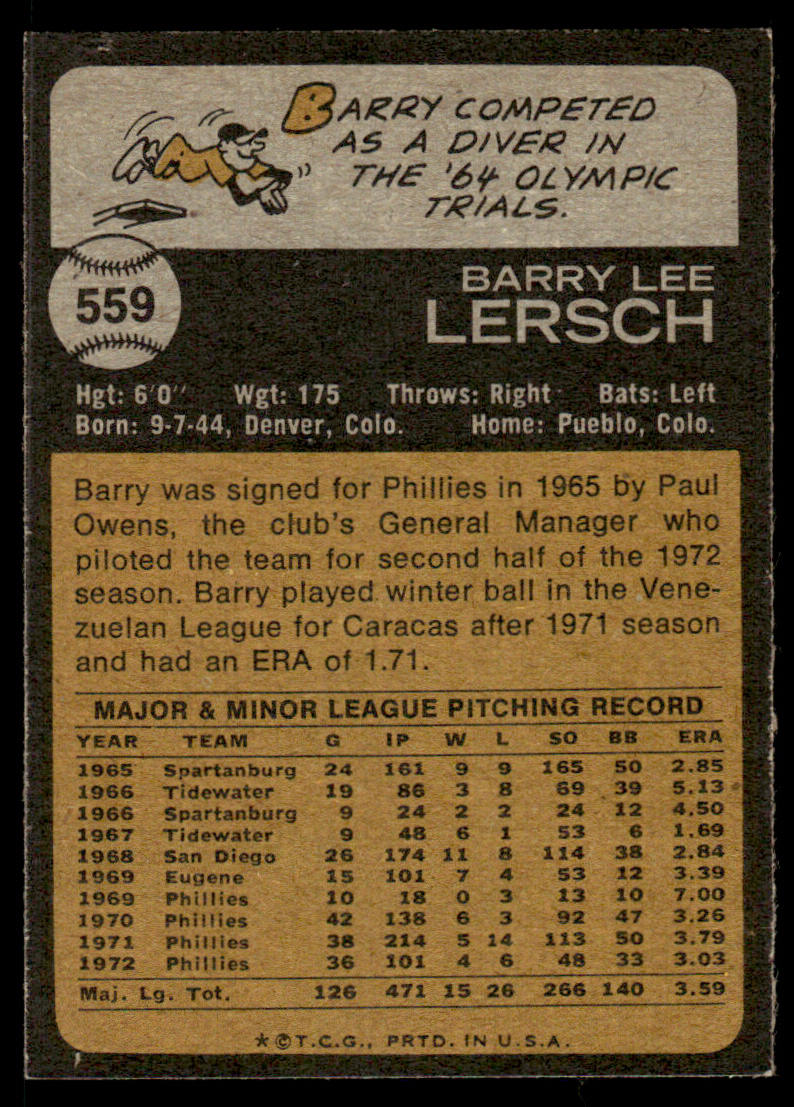 BARRY COMPETED
AS A DIVER IN
THE '64 OLYMPIC
TRIALS.
559
BARRY LEE
LERSCH
Hgt: 6'0" Wgt: 175 Throws: Right Bats: Left
Born: 9-7-44, Denver, Colo. Home: Pueblo, Colo.
Barry was signed for Phillies in 1965 by Paul
Owens, the club's General Manager who
piloted the team for second half of the 1972
season. Barry played winter ball in the Vene-
zuelan League for Caracas after 1971 season
and had an ERA of 1.71.
MAJOR & MINOR LEAGUE PITCHING RECORD
YEAR TEAM G IP W L SO BB ERA
1965 Spartanburg 24 161 9 9 165 50 2.85
1966 Tidewater 19 86 3 8 69 39 5.13
1966 Spartanburg 9 24 2 2 24 12 4.50
1967 Tidewater 9 48 6 1 53 6 1.69
1968 San Diego 26 174 11 8 114 38 2.84
1969 Eugene 15 101 7 4 53 12 3.39
1969 Phillies 10 18 0 3 13 10 7.00
1970 Phillies 42 138 6 3 92 47 3.26
1971 Phillies 38 214 5 14 113 50 3.79
1972 Phillies 36 101 4 6 48 33 3.03
Maj. Lg. Tot. 126 471 15 26 266 140 3.59
*©T.C.G., PRTD. IN U.S.A.